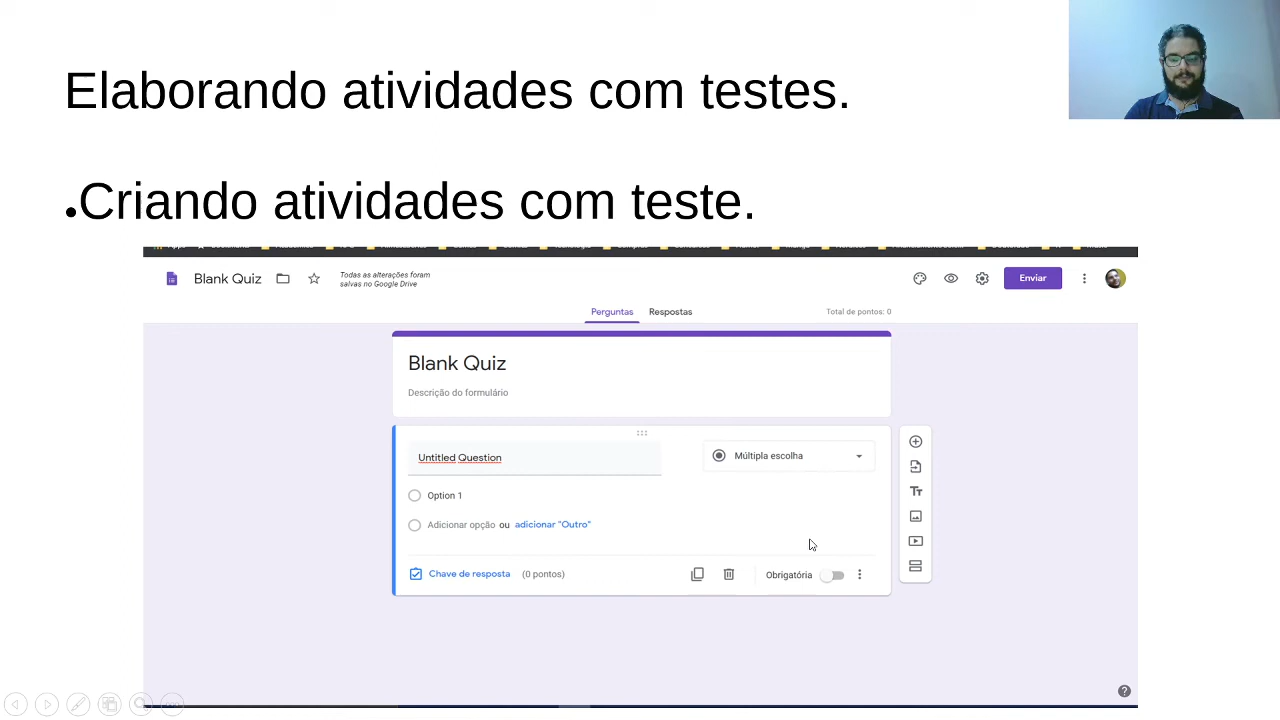 Elaborando atividades com testes.
•Criando atividades com teste.
Blank Quiz
Todas as alterações foram
salvas no Google Drive
Enviar
Perguntas Respostas
Total de pontos: 0
Blank Quiz
Descrição do formulário
Untitled Question
Múltipla escolha
Option 1
Adicionar opção ou adicionar "Outro"
Chave de resposta (0 pontos)
Obrigatória